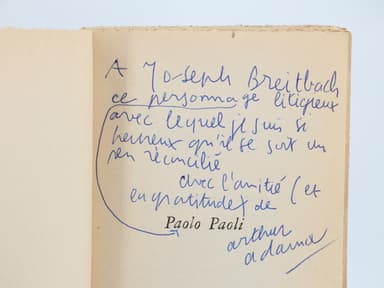 A Joseph Breitbach
ce personnage litigieux
avec lequel je suis si
heureux qu'il se soit un
peu réconcilié
avec l'amitié (et
en gratitude) de
Paolo Paoli
arthur
adamov